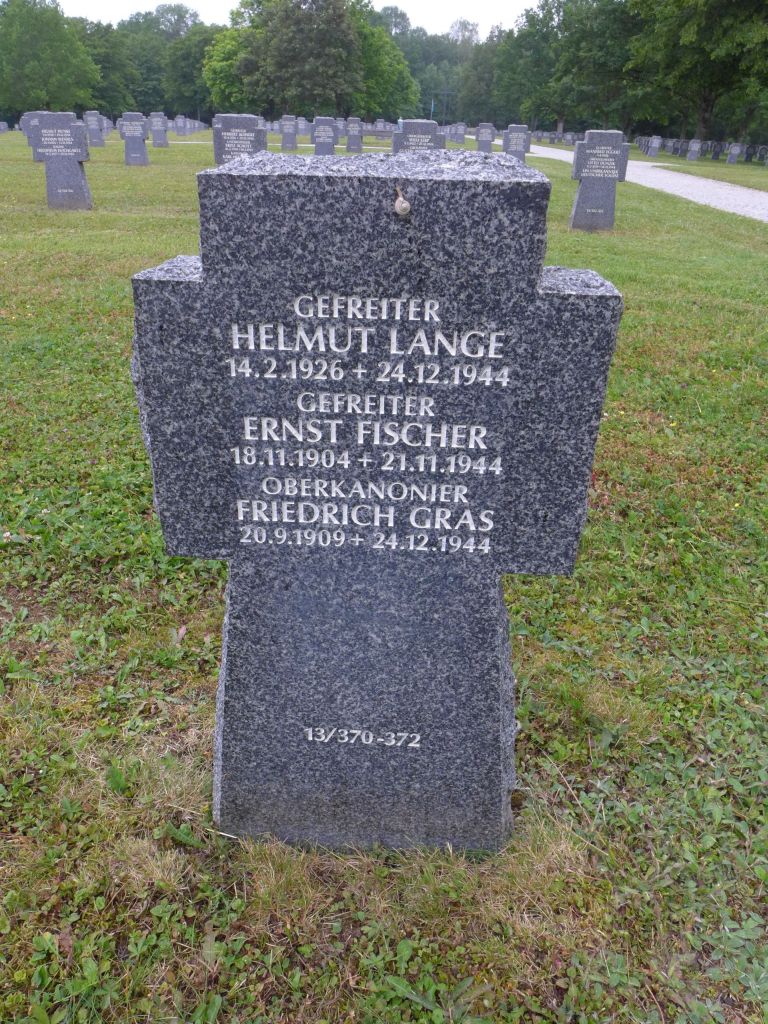 GEFREITER
HELMUT LANGE
14.2.1926 + 24.12.1944
GEFREITER
ERNST FISCHER
18.11.1904 + 21.11.1944
OBERKANONIER
FRIEDRICH GRAS
20.9.1909 + 24.12.1944
13/370-372